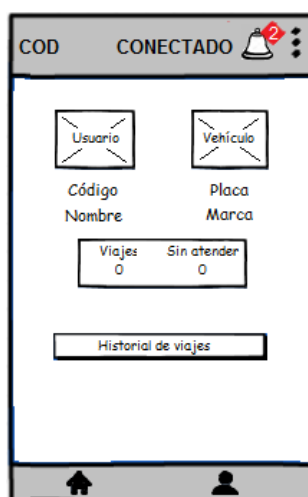 COD CONECTADO 2
Usuario Vehículo
Código Placa
Nombre Marca
Viajes Sin atender
0 0
Historial de viajes